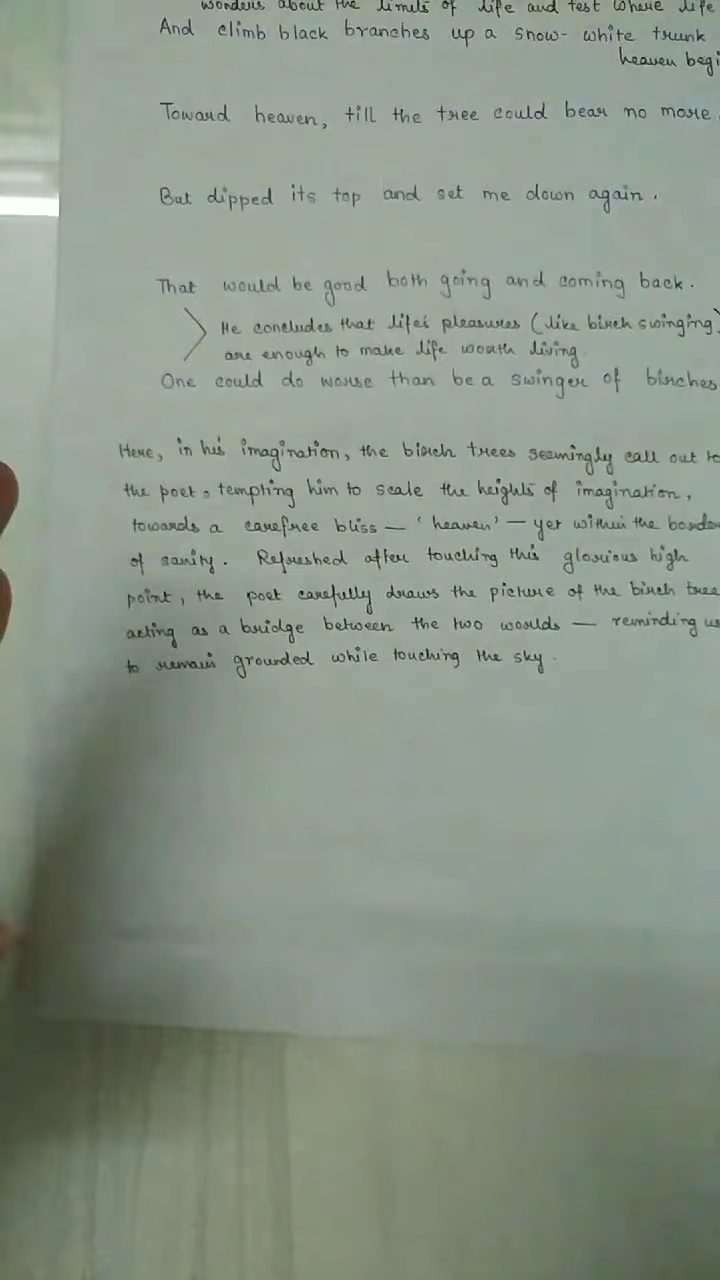 wonders about the limits of life and test where life
And climb black branches up a snow- white trunk
heaven begi
Toward heaven, till the tree could bear no more,
But dipped its top and set me down again.
That would be good both going and coming back.
He concludes that life's pleasures (like birch swinging)
are enough to make life worth living
One could do worse than be a swinger of birches
Here, in his imagination, the birch trees seemingly call out to
the poet, tempting him to scale the heights of imagination,
towards a carefree bliss — 'heaven' — yet within the border
of sanity. Refreshed after touching this glorious high
point, the poet carefully draws the picture of the birch tree
acting as a bridge between the two worlds — reminding us
to remain grounded while touching the sky.